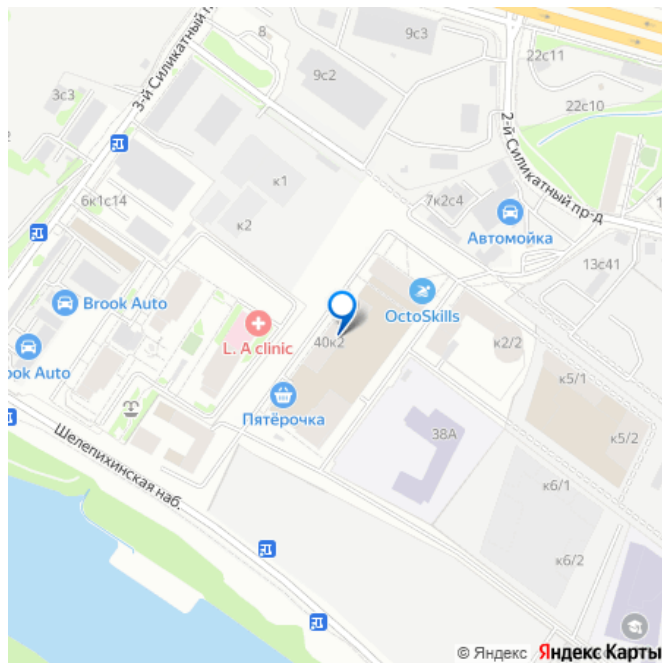 9с3
8
22с11
9с2
3-й Силикатный п
3с3
22с10
2-й Силикатный пр-д
2
к1
7к2с4
6к1с14
к2
Автомойка
13с41
Brook Auto
OctoSkills
L. A clinic
40к2
к2/2
ook Auto
к5/1
Пятёрочка
38А
к5/2
Шелепихинская наб.
к6/1
к6/2
© Яндекс Яндекс Карты